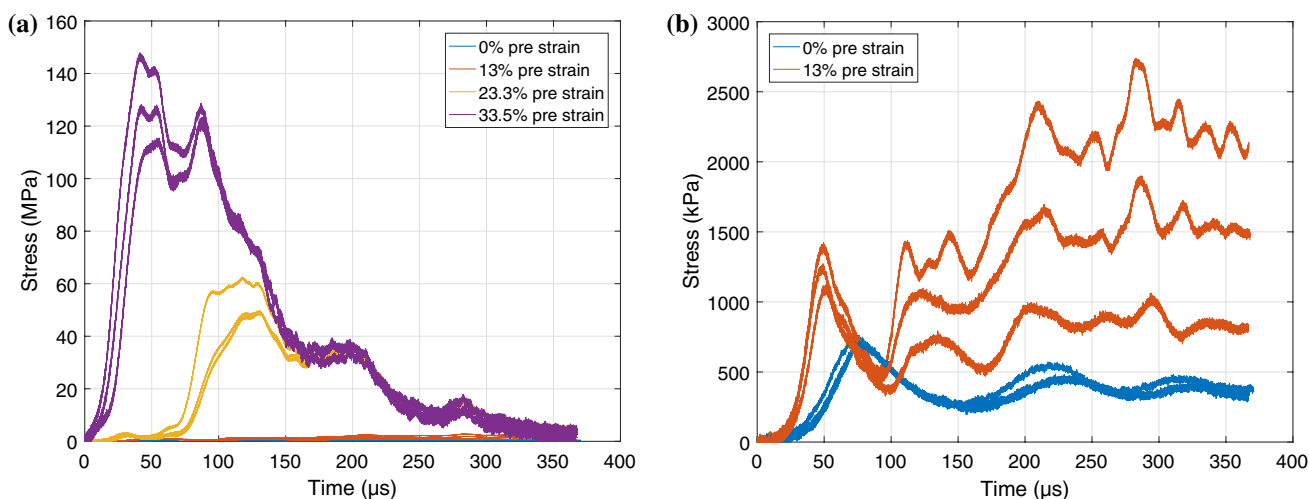 (a)
160
140
120
100
80
60
40
20
0
Stress (MPa)
0 50 100 150 200 250 300 350 400
Time (μs)
0% pre strain
13% pre strain
23.3% pre strain
33.5% pre strain
(b)
3000
2500
2000
1500
1000
500
0
Stress (kPa)
0 50 100 150 200 250 300 350 400
Time (μs)
0% pre strain
13% pre strain